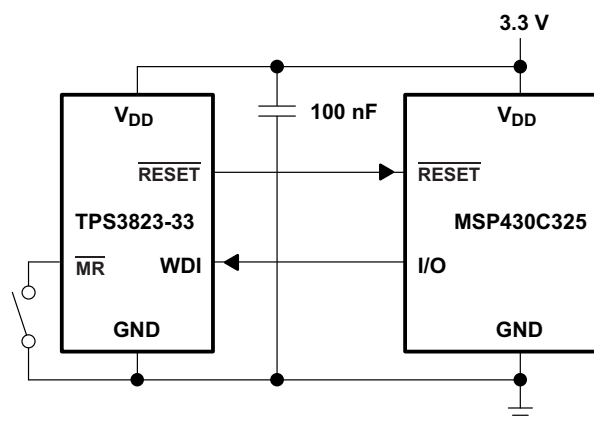 3.3 V
VDD
100 nF
VDD
RESET
RESET
TPS3823-33
MSP430C325
MR
WDI
I/O
GND
GND